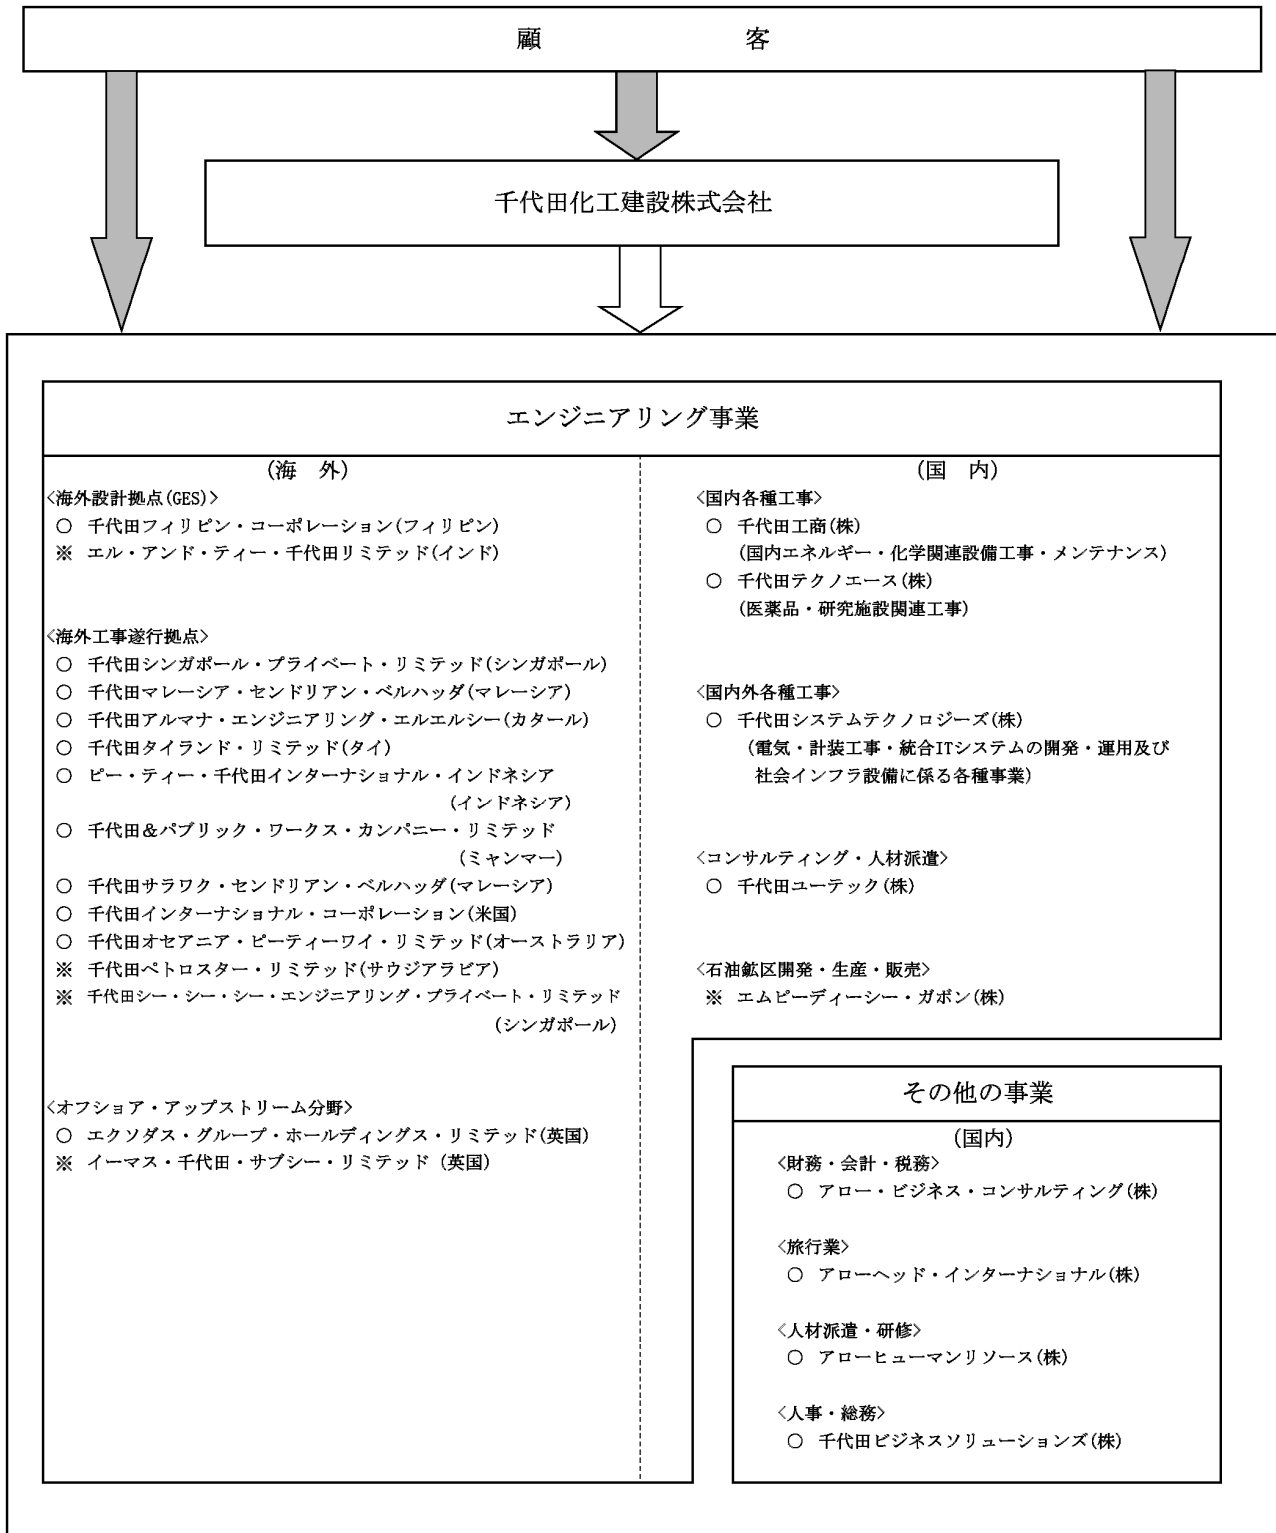 顧　客
千代田化工建設株式会社
エンジニアリング事業
(海　外)
<海外設計拠点(GES)>
○ 千代田フィリピン・コーポレーション(フィリピン)
※ エル・アンド・ティー・千代田リミテッド(インド)
<海外工事遂行拠点>
○ 千代田シンガポール・プライベート・リミテッド(シンガポール)
○ 千代田マレーシア・センドリアン・ベルハッダ(マレーシア)
○ 千代田アルマナ・エンジニアリング・エルエルシー(カタール)
○ 千代田タイランド・リミテッド(タイ)
○ ピー・ティー・千代田インターナショナル・インドネシア
(インドネシア)
○ 千代田＆パブリック・ワークス・カンパニー・リミテッド
(ミャンマー)
○ 千代田サラワク・センドリアン・ベルハッダ(マレーシア)
○ 千代田インターナショナル・コーポレーション(米国)
○ 千代田オセアニア・ピーティーワイ・リミテッド(オーストラリア)
※ 千代田ペトロスター・リミテッド(サウジアラビア)
※ 千代田シー・シー・シー・エンジニアリング・プライベート・リミテッド
(シンガポール)
<オフショア・アップストリーム分野>
○ エクソダス・グループ・ホールディングス・リミテッド(英国)
※ イーマス・千代田・サブシー・リミテッド (英国)
(国　内)
<国内各種工事>
○ 千代田工商(株)
(国内エネルギー・化学関連設備工事・メンテナンス)
○ 千代田テクノエース(株)
(医薬品・研究施設関連工事)
<国内外各種工事>
○ 千代田システムテクノロジーズ(株)
(電気・計装工事・統合ITシステムの開発・運用及び
社会インフラ設備に係る各種事業)
<コンサルティング・人材派遣>
○ 千代田ユーテック(株)
<石油鉱区開発・生産・販売>
※ エムピーディーシー・ガボン(株)
その他の事業
(国内)
<財務・会計・税務>
○ アロー・ビジネス・コンサルティング(株)
<旅行業>
○ アローヘッド・インターナショナル(株)
<人材派遣・研修>
○ アローヒューマンリソース(株)
<人事・総務>
○ 千代田ビジネスソリューションズ(株)